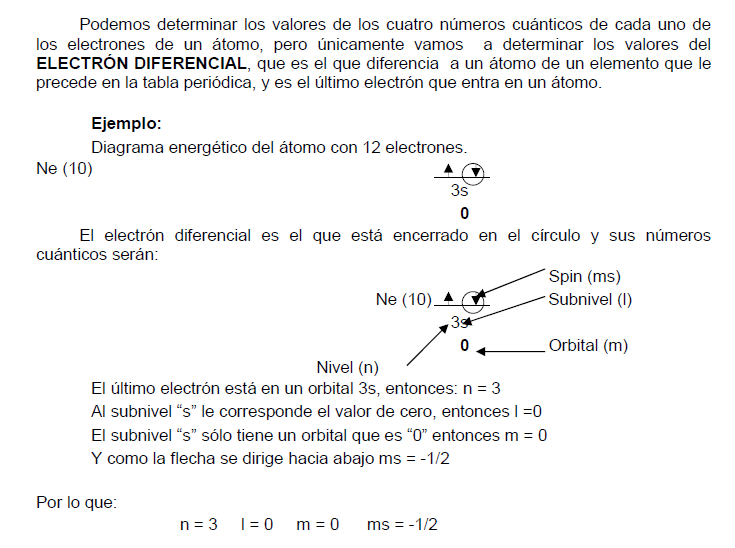 Podemos determinar los valores de los cuatro números cuánticos de cada uno de
los electrones de un átomo, pero únicamente vamos a determinar los valores del
ELECTRÓN DIFERENCIAL, que es el que diferencia a un átomo de un elemento que le
precede en la tabla periódica, y es el último electrón que entra en un átomo.
Ejemplo:
Diagrama energético del átomo con 12 electrones.
Ne (10)
3s
0
El electrón diferencial es el que está encerrado en el círculo y sus números
cuánticos serán:
Spin (ms)
Ne (10) Subnivel (l)
3s
0 Orbital (m)
Nivel (n)
El último electrón está en un orbital 3s, entonces: n = 3
Al subnivel “s” le corresponde el valor de cero, entonces l =0
El subnivel “s” sólo tiene un orbital que es “0” entonces m = 0
Y como la flecha se dirige hacia abajo ms = -1/2
Por lo que:
n = 3 l = 0 m = 0 ms = -1/2